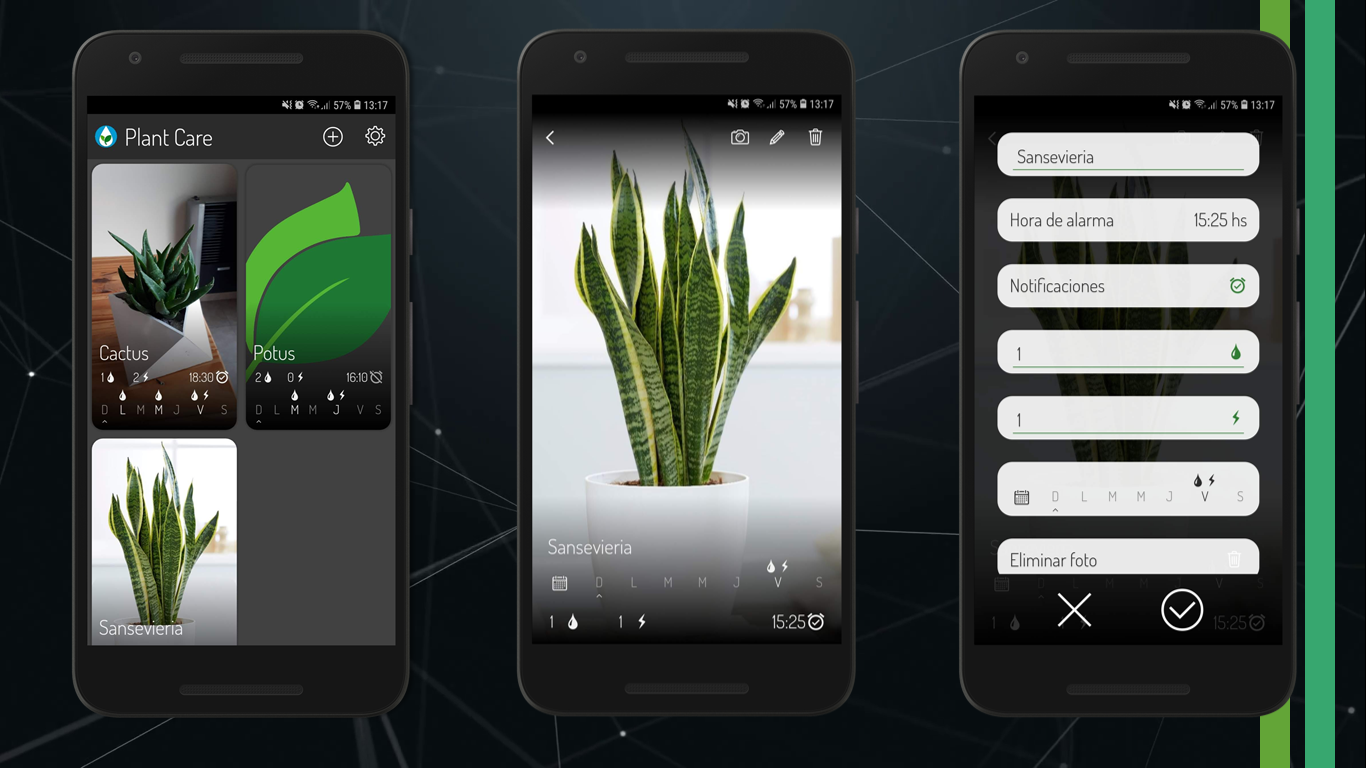 57% 13:17
Plant Care
Cactus
1 2 18:30
D L M M J V S
Potus
2 0 16:10
D L M M J V S
Sansevieria
57% 13:17
Sansevieria
D L M M J V S
1 1 15:25
57% 13:17
Sansevieria
Hora de alarma 15:25 hs
Notificaciones
1
1
D L M M J V S
Eliminar foto
1 15:25